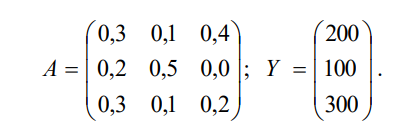 0,3 0,1 0,4 200
A = 0,2 0,5 0,0 ; Y = 100 .
0,3 0,1 0,2 300